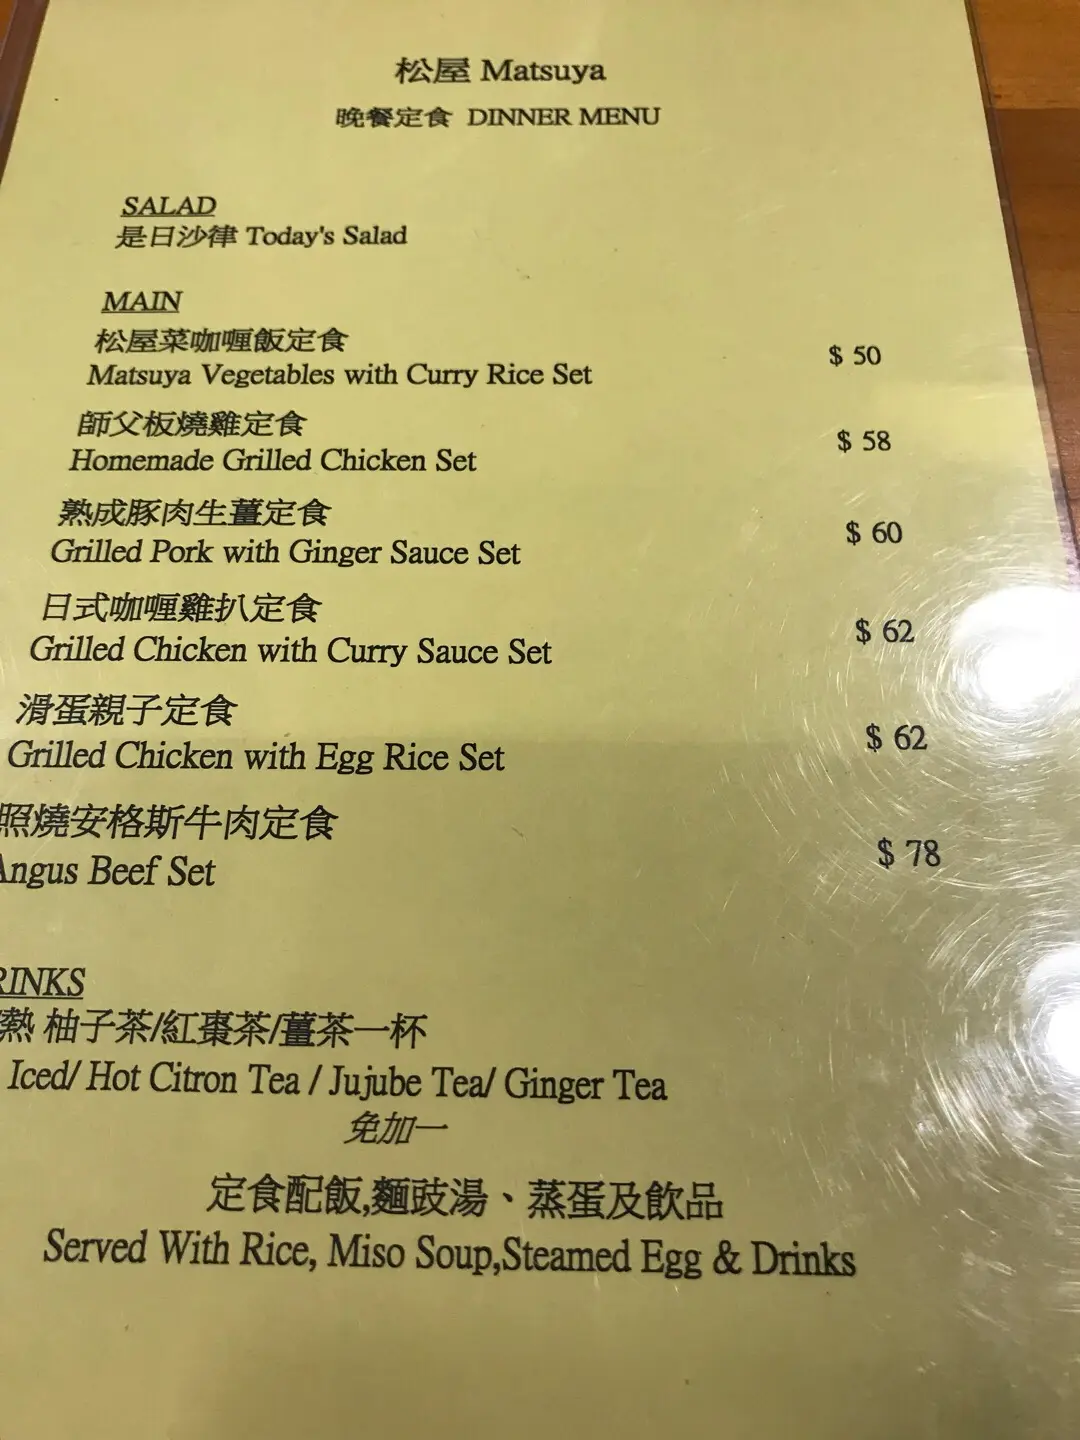 松屋 Matsuya
晚餐定食 DINNER MENU
SALAD
是日沙律 Today's Salad
MAIN
松屋菜咖喱飯定食
Matsuya Vegetables with Curry Rice Set
$ 50
師父板燒雞定食
Homemade Grilled Chicken Set
$ 58
熟成豚肉生薑定食
Grilled Pork with Ginger Sauce Set
$ 60
日式咖喱雞扒定食
Grilled Chicken with Curry Sauce Set
$ 62
滑蛋親子定食
Grilled Chicken with Egg Rice Set
$ 62
照燒安格斯牛肉定食
Angus Beef Set
$ 78
RINKS
熱 柚子茶/紅棗茶/薑茶一杯
Iced/ Hot Citron Tea / Jujube Tea/ Ginger Tea
免加一
定食配飯,麵豉湯、蒸蛋及飲品
Served With Rice, Miso Soup,Steamed Egg & Drinks